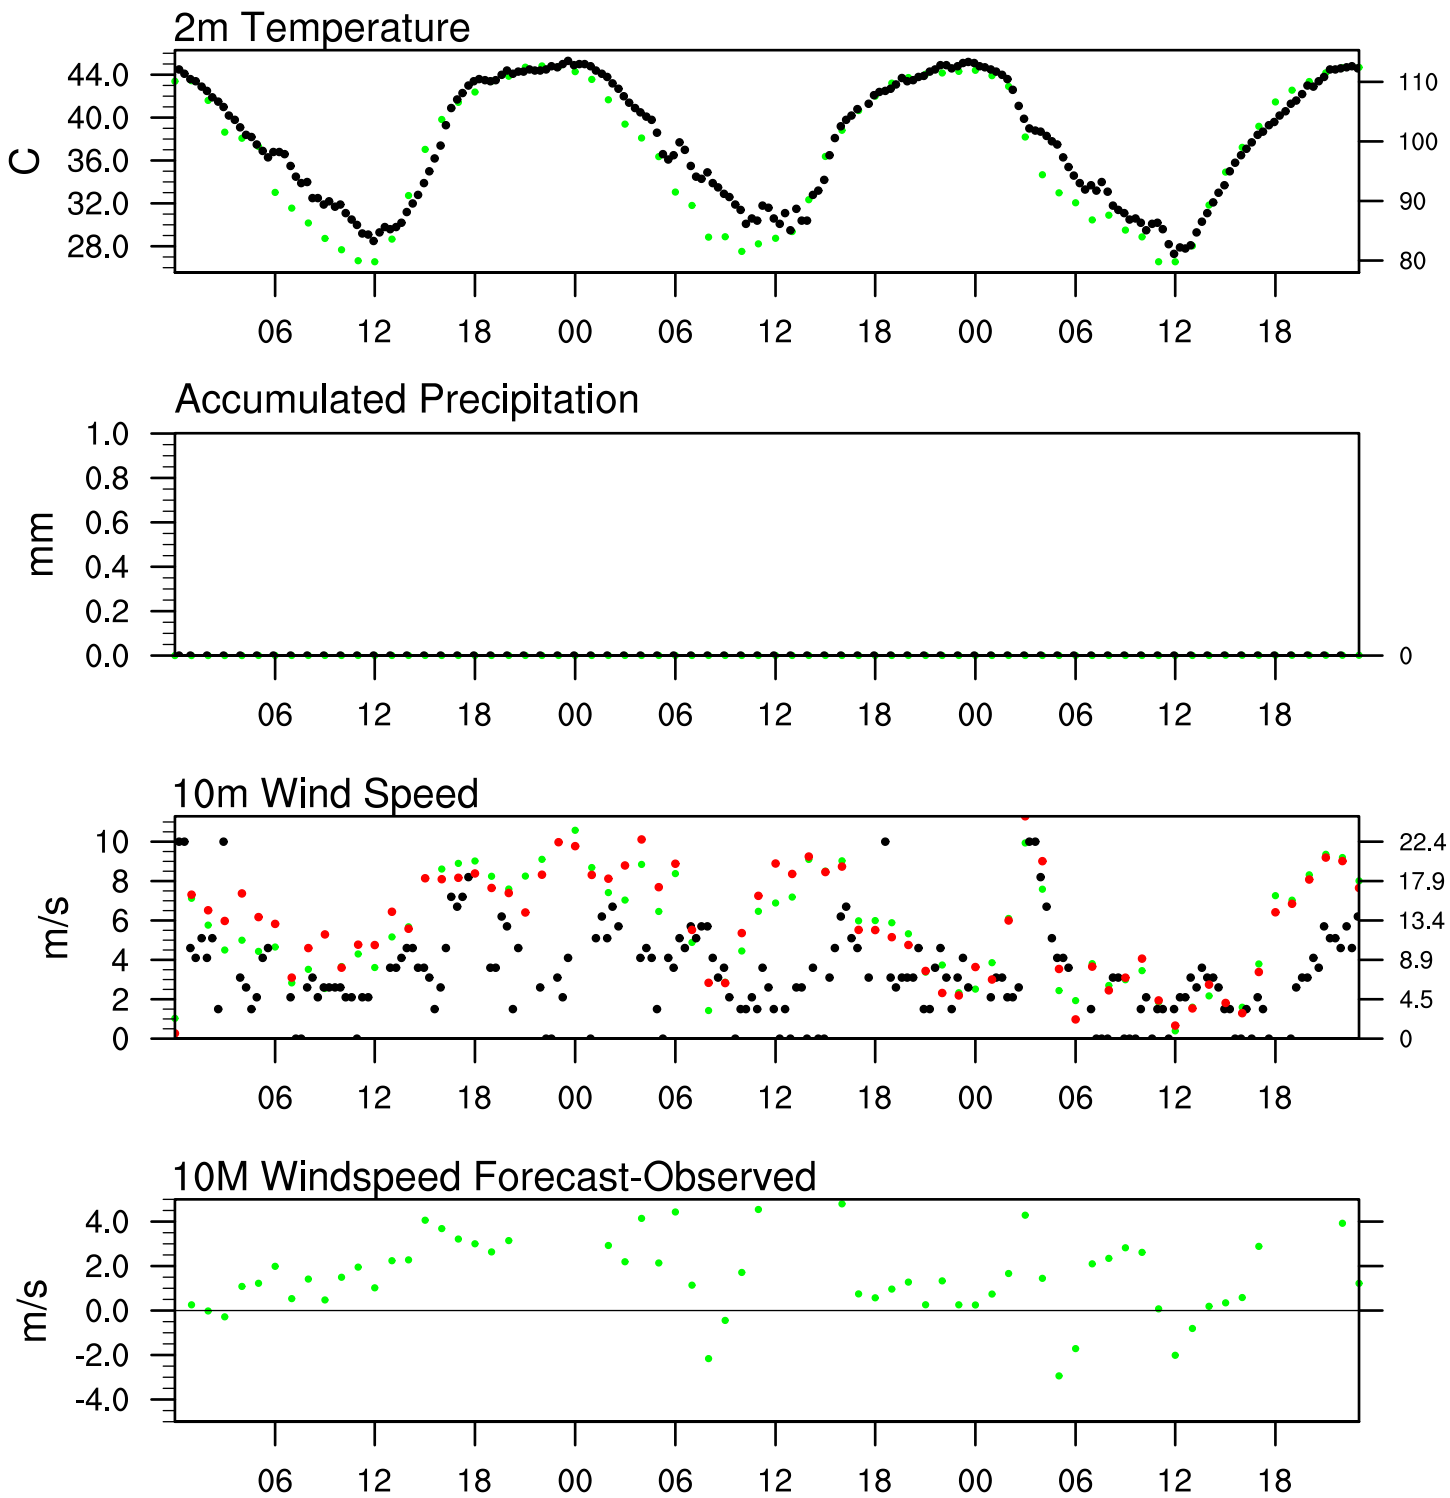 2m Temperature
44.0
40.0
36.0
32.0
28.0
C
110
100
90
80
06 12 18 00 06 12 18 00 06 12 18
Accumulated Precipitation
1.0
0.8
0.6
0.4
0.2
0.0
mm
0
06 12 18 00 06 12 18 00 06 12 18
10m Wind Speed
10
8
6
4
2
0
m/s
22.4
17.9
13.4
8.9
4.5
0
06 12 18 00 06 12 18 00 06 12 18
10M Windspeed Forecast-Observed
4.0
2.0
0.0
-2.0
-4.0
m/s
06 12 18 00 06 12 18 00 06 12 18